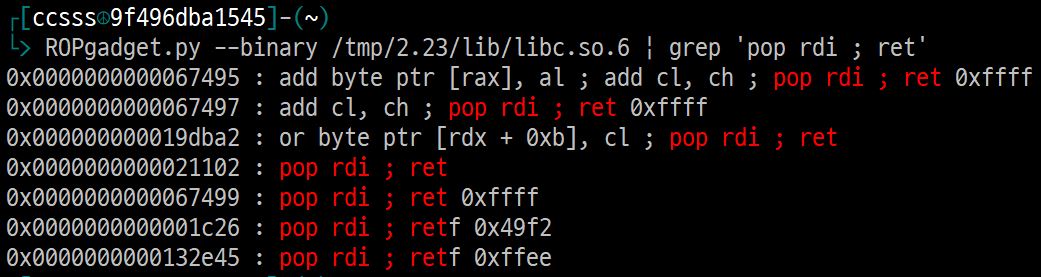 ┌[ccsss☮9f496dba1545]-(~)
└> ROPgadget.py --binary /tmp/2.23/lib/libc.so.6 | grep 'pop rdi ; ret'
0x0000000000067495 : add byte ptr [rax], al ; add cl, ch ; pop rdi ; ret 0xffff
0x0000000000067497 : add cl, ch ; pop rdi ; ret 0xffff
0x000000000019dba2 : or byte ptr [rdx + 0xb], cl ; pop rdi ; ret
0x0000000000021102 : pop rdi ; ret
0x0000000000067499 : pop rdi ; ret 0xffff
0x0000000000001c26 : pop rdi ; retf 0x49f2
0x0000000000132e45 : pop rdi ; retf 0xffee